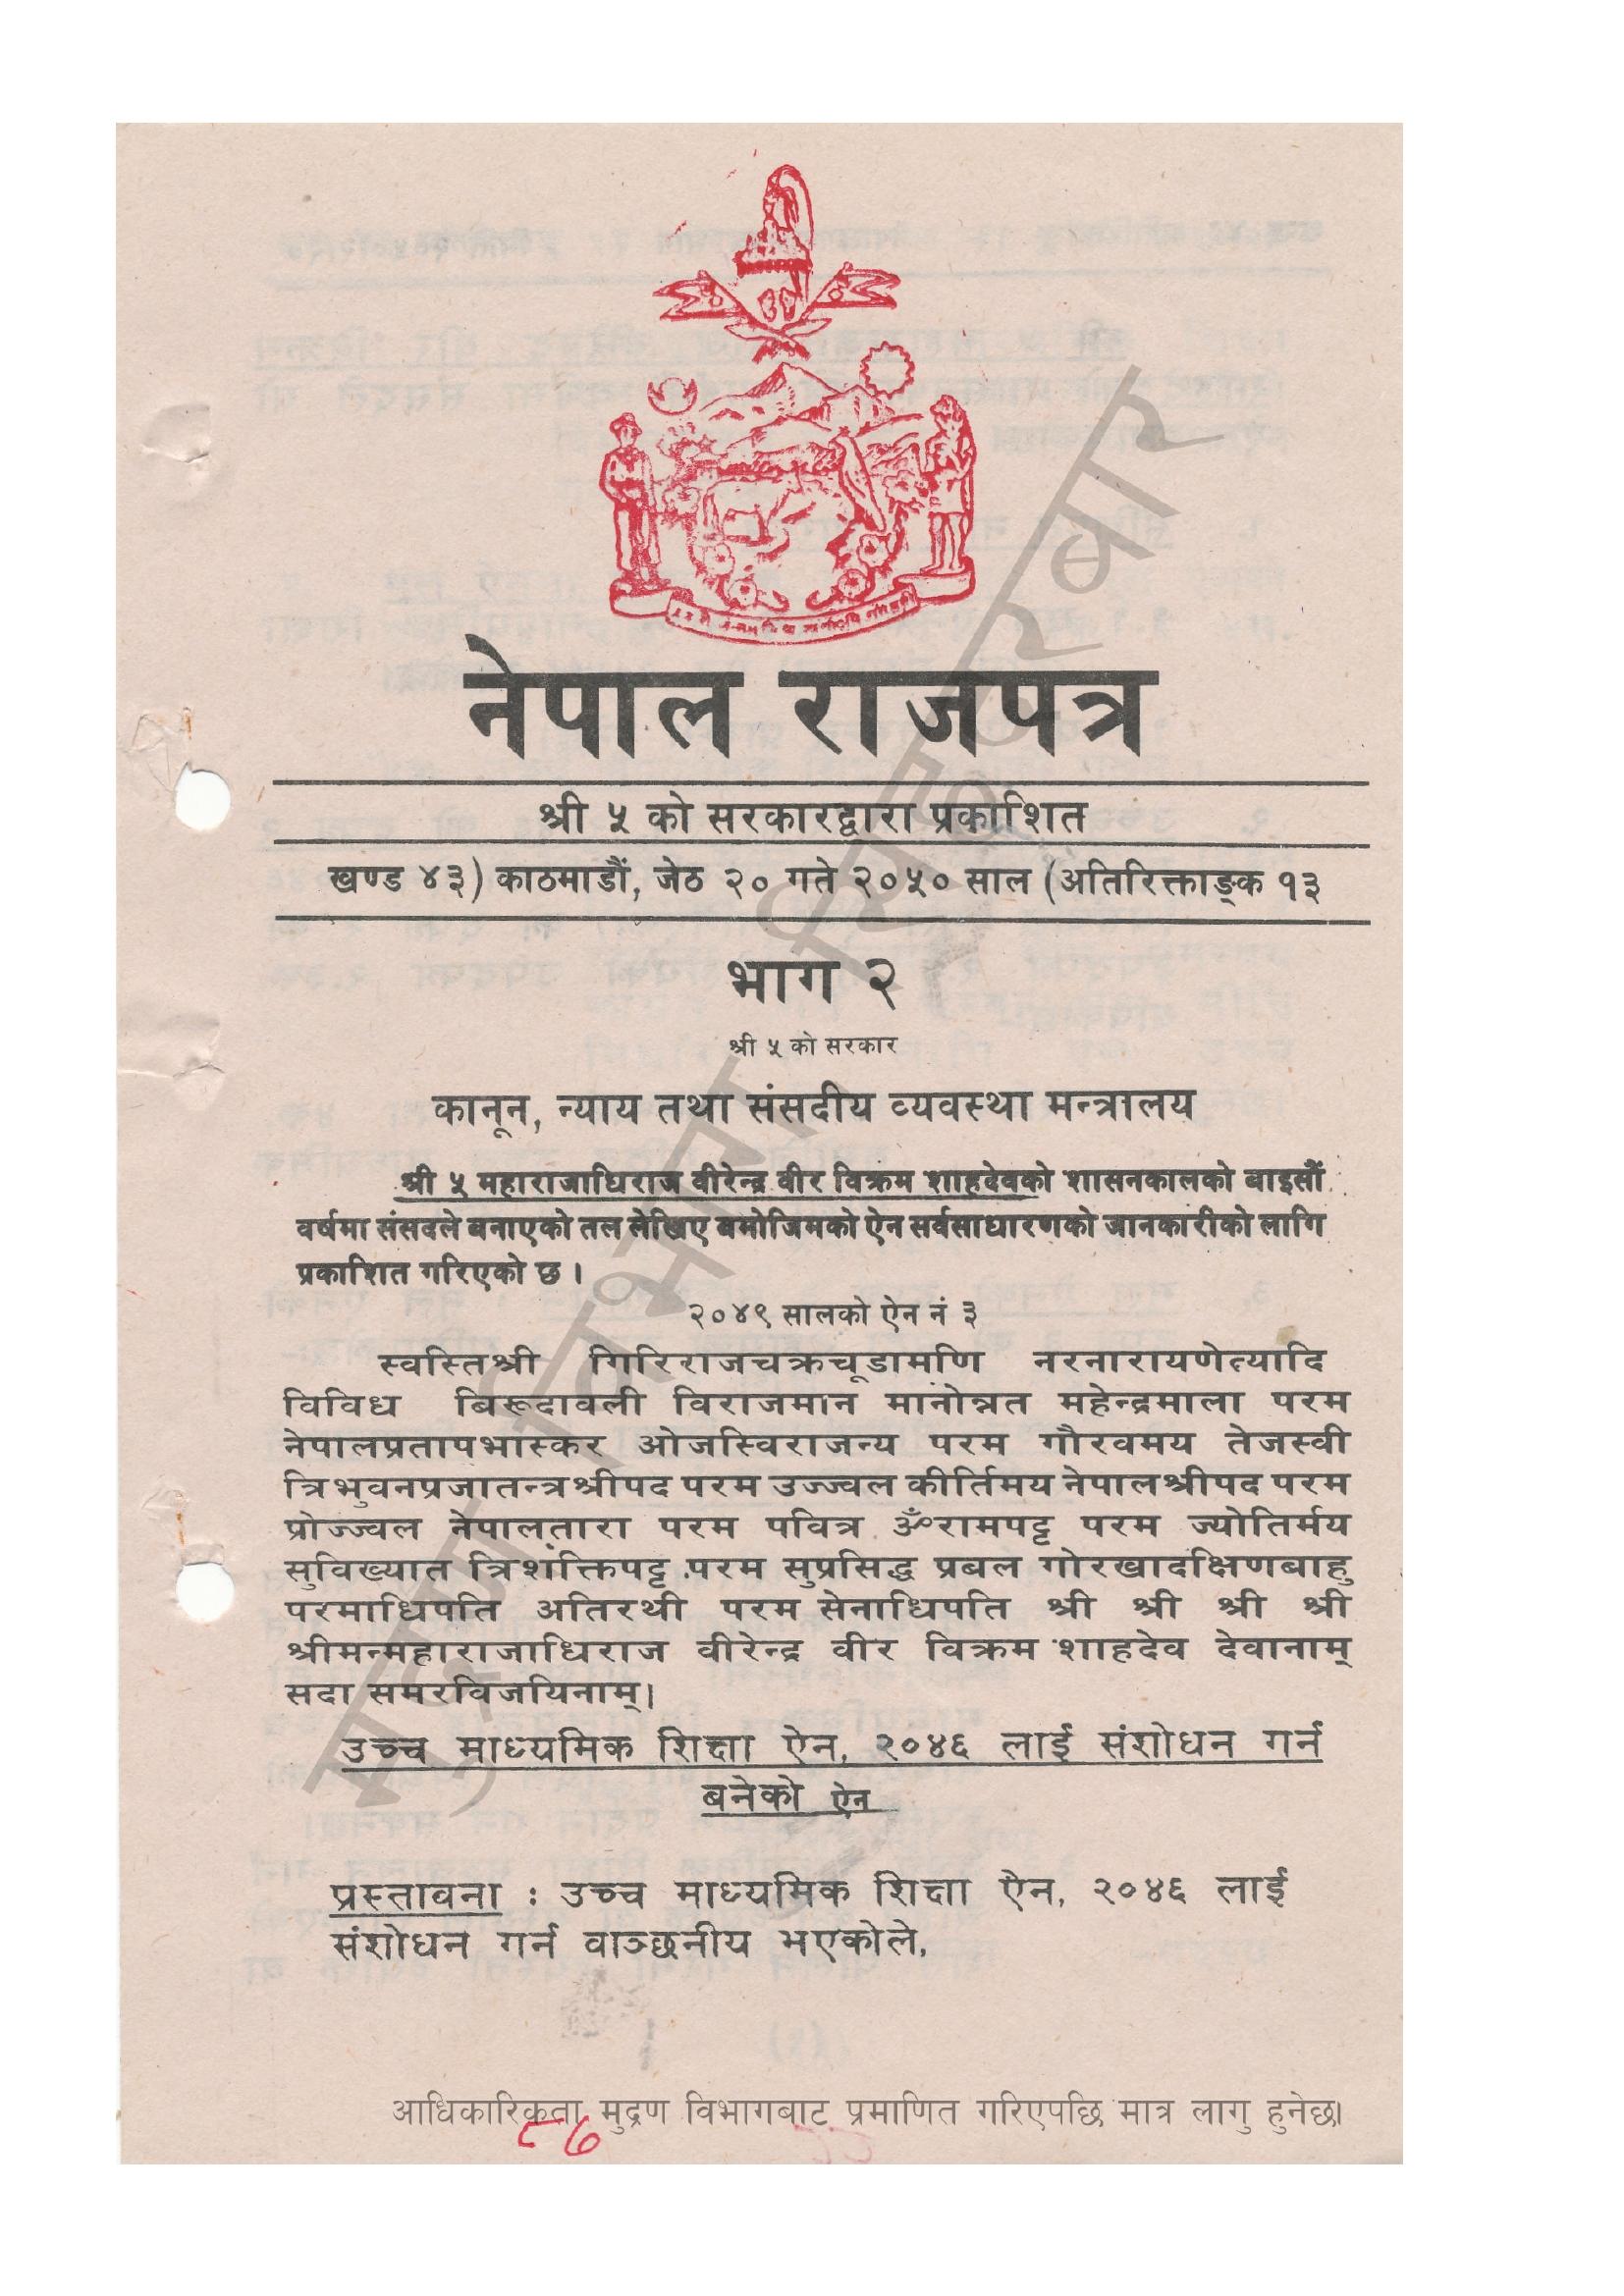 नेपाल राजपत्र
श्री ५ को सरकारद्वारा प्रकाशित
खण्ड ४३) काठमाडौं, जेठ २० गते २०५० साल (अतिरिक्ताङ्क १३
भाग २
श्री ५ को सरकार
कानून, न्याय तथा संसदीय व्यवस्था मन्त्रालय
श्री ५ महाराजाधिराज वीरेन्द्र वीर विक्रम शाहदेवको शासनकालको बाइसौं
वर्षमा संसदले बनाएको तल लेखिए बमोजिमको ऐन सर्वसाधारणको जानकारीको लागि
प्रकाशित गरिएको छ ।
२०४९ सालको ऐन नं ३
स्वस्तिश्री गिरिराजचक्रचूडामणि नरनारायणेत्यादि
विविध बिरूदावली विराजमान मानोन्नत महेन्द्रमाला परम
नेपालप्रतापभास्कर ओजस्विराजन्य परम गौरवमय तेजस्वी
त्रिभुवनप्रजातन्त्रश्रीपद परम उज्ज्वल कीर्तिमय नेपालश्रीपद परम
प्रोज्ज्वल नेपालतारा परम पवित्र ॐरामपट्ट परम ज्योतिर्मय
सुविख्यात त्रिशक्तिपट्ट परम सुप्रसिद्ध प्रबल गोरखादक्षिणबाहु
परमाधिपति अतिरथी परम सेनाधिपति श्री श्री श्री श्री
श्रीमन्महाराजाधिराज वीरेन्द्र वीर विक्रम शाहदेव देवानाम्
सदा समरविजयिनाम्।
उच्च माध्यमिक शिक्षा ऐन, २०४६ लाई संशोधन गर्न
बनेको ऐन
प्रस्तावना : उच्च माध्यमिक शिक्षा ऐन, २०४६ लाई
संशोधन गर्न वाञ्छनीय भएकोले,
आधिकारिकता मुद्रण विभागबाट प्रमाणित गरिएपछि मात्र लागु हुनेछ।